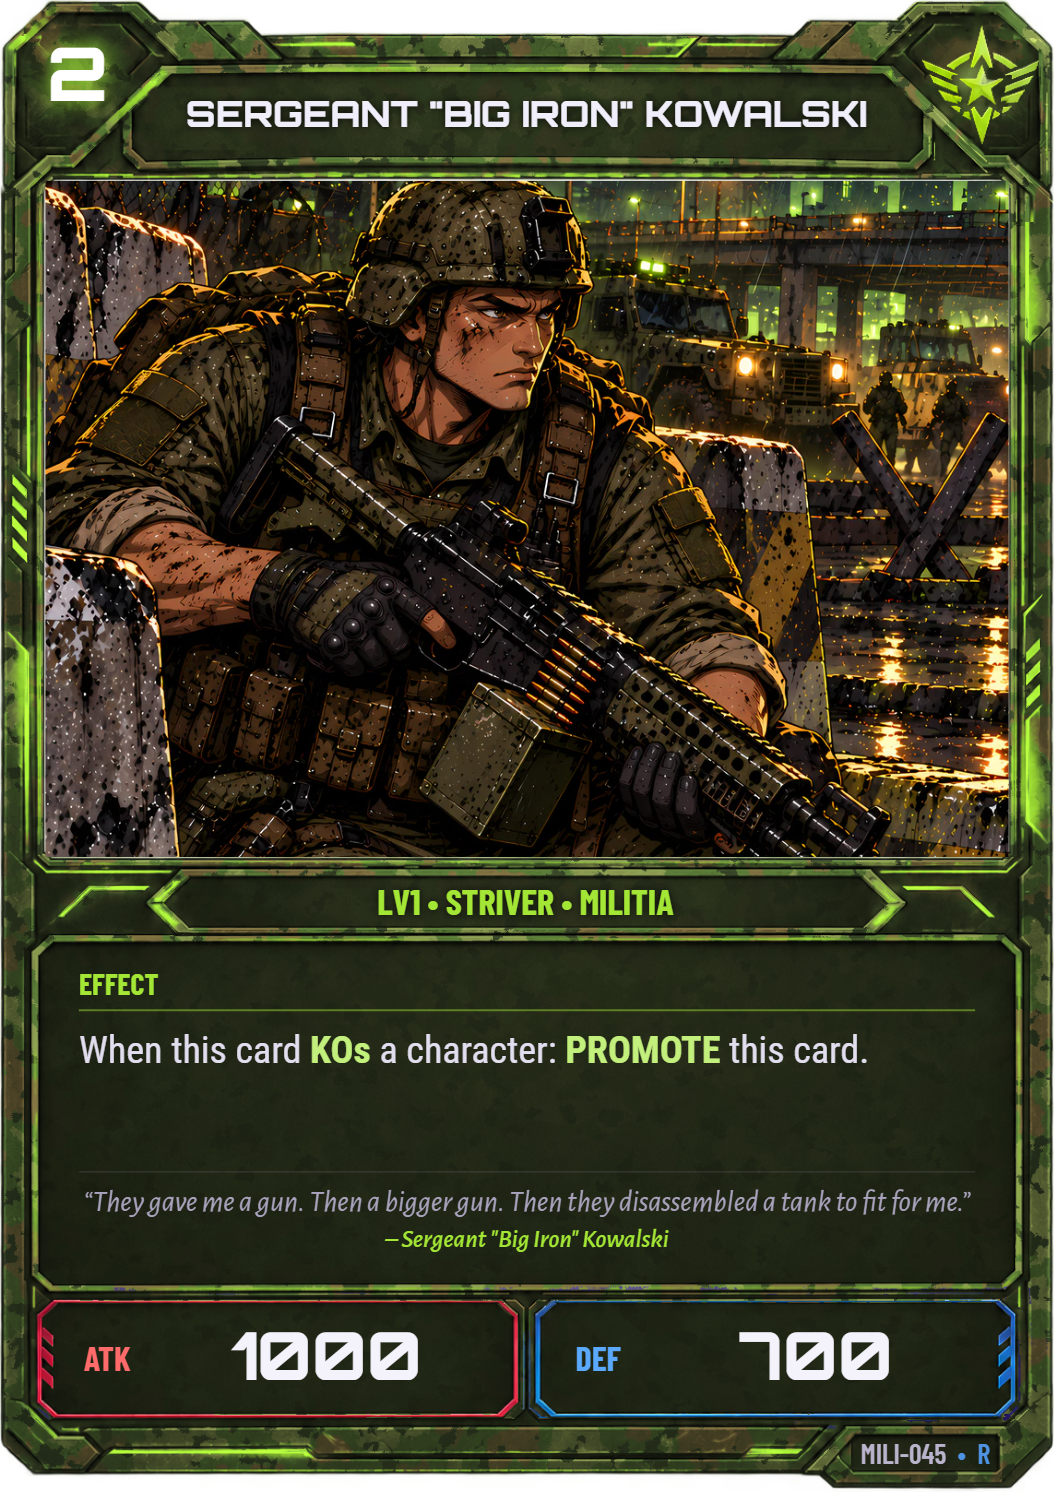 2
SERGEANT "BIG IRON" KOWALSKI
LV1 • STRIVER • MILITIA
EFFECT
When this card KOs a character: PROMOTE this card.
“They gave me a gun. Then a bigger gun. Then they disassembled a tank to fit for me.”
– Sergeant "Big Iron" Kowalski
ATK 1000
DEF 700
MILI-045 • R